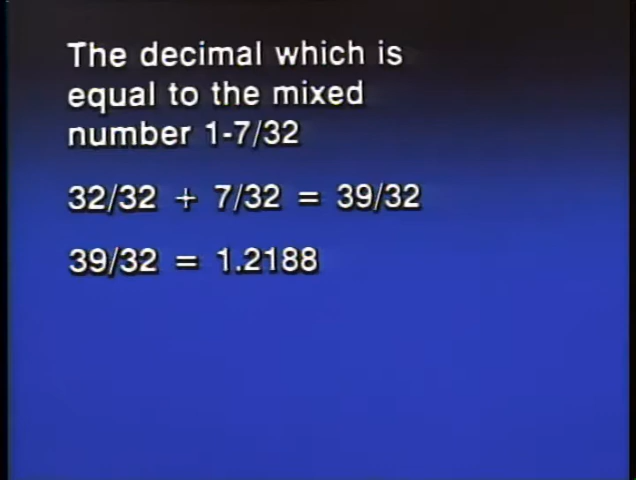 The decimal which is
equal to the mixed
number 1-7/32
32/32 + 7/32 = 39/32
39/32 = 1.2188